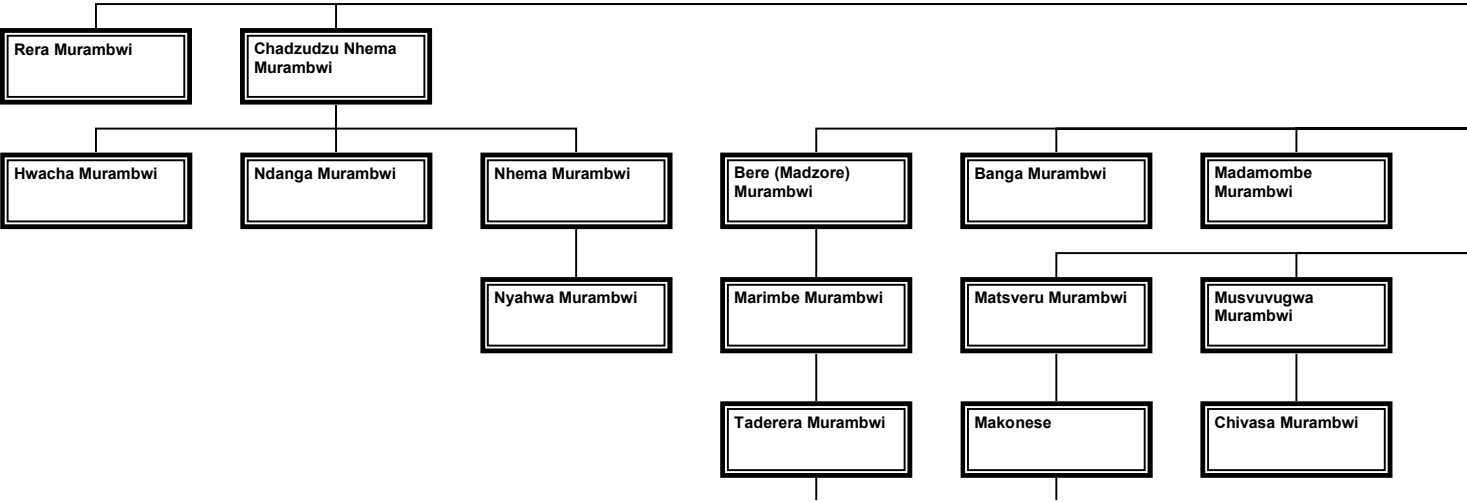 Rera Murambwi
Chadzudzu Nhema
Murambwi
Hwacha Murambwi
Ndanga Murambwi
Nhema Murambwi
Bere (Madzore)
Murambwi
Banga Murambwi
Madamombe
Murambwi
Nyahwa Murambwi
Marimbe Murambwi
Matsveru Murambwi
Musvuvugwa
Murambwi
Taderera Murambwi
Makonese
Chivasa Murambwi